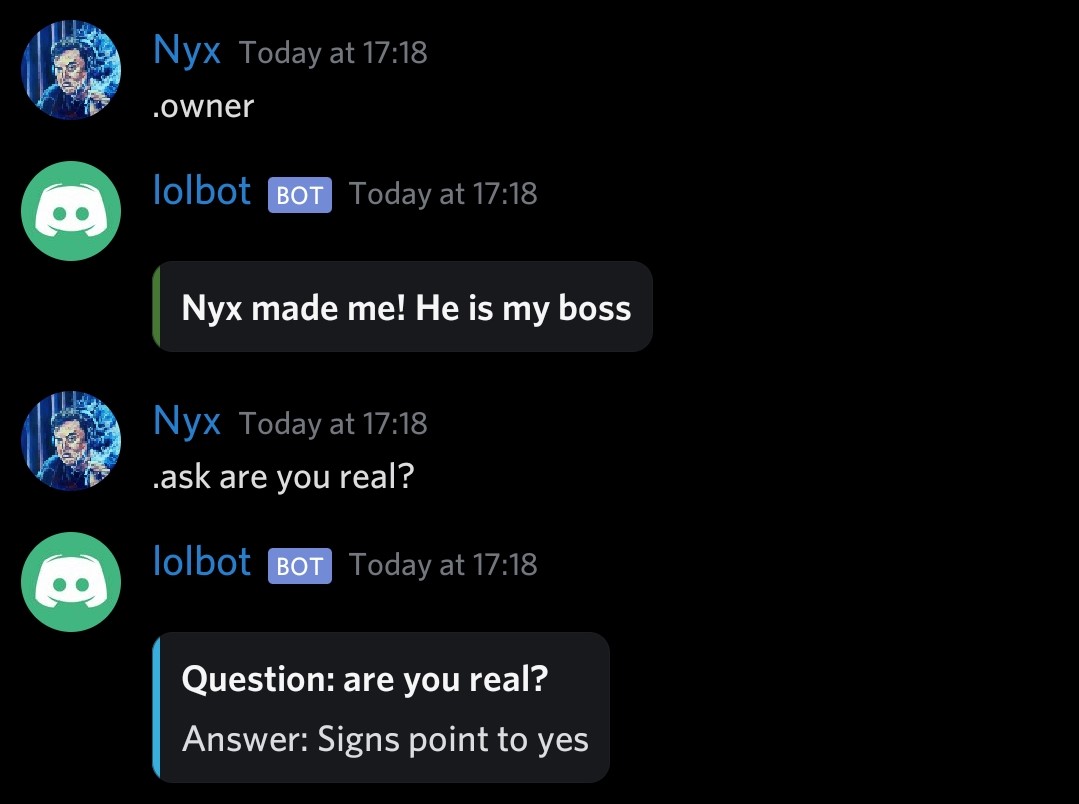 Nyx Today at 17:18
.owner
lolbot BOT Today at 17:18
Nyx made me! He is my boss
Nyx Today at 17:18
.ask are you real?
lolbot BOT Today at 17:18
Question: are you real?
Answer: Signs point to yes